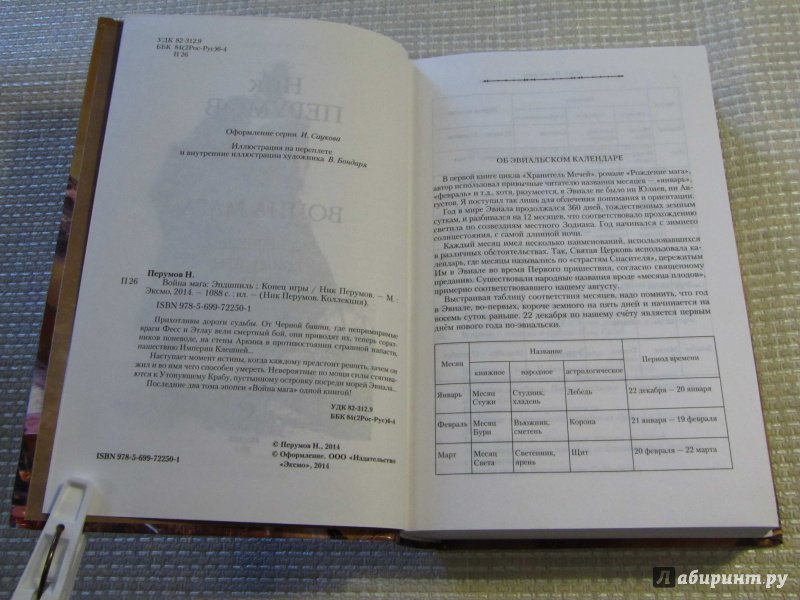 УДК 82-312.9
ББК 84(2Рос-Рус)6-4
П 26
Оформление серии И. Саукова
Иллюстрация на переплете
и внутренние иллюстрации художника В. Бондаря
Перумов Н.
П 26 Война мага: Эндшпиль ; Конец игры / Ник Перумов. – М. :
Эксмо, 2014. – 1088 с. : ил. – (Ник Перумов. Коллекция).
ISBN 978-5-699-72250-1
Прихотливы дороги судьбы. От Черной башни, где непримиримые
враги Фесс и Этлау вели смертный бой, они приводят их, теперь
ников поневоле, на стены Аркина в противостоянии страшной напасти,
нашествию Империи Клешней...
Наступает момент истины, когда каждому предстоит решить, зачем он
жил и во имя чего способен умереть. Невероятные по мощи силы стягива-
ются к Утонувшему Крабу, пустынному островку посреди морей Эвиала...
Последние два тома эпопеи «Война мага» одной книгой!
УДК 82-312.9
ББК 84(2Рос-Рус)6-4
© Перумов Н., 2014
© Оформление. ООО «Издательство
«Эксмо», 2014
ISBN 978-5-699-72250-1
ОБ ЭВИАЛЬСКОМ КАЛЕНДАРЕ
В первой книге цикла «Хранитель Мечей», романе «Рождение мага»,
автор использовал привычные читателю названия месяцев – «январь»,
«февраль» и т.д., хотя, разумеется, в Эвиале не было ни Юлиев, ни Ав-
густов. Я поступил так лишь для облегчения понимания и ориентации.
Год в мире Эвиала продолжался 360 дней, тождественных земным
суткам, и разбивался на 12 месяцев, что соответствовало прохождению
светила по созвездиям местного Зодиака. Год начинался с зимнего
солнцестояния, с самой длинной ночи.
Каждый месяц имел несколько наименований, использовавшихся
в различных обстоятельствах. Так, Святая Церковь использовала ка-
лендарь, где месяцы назывались по «страстям Спасителя», пережитым
Им в Эвиале во время Первого пришествия, согласно священному
преданию. Существовали народные названия вроде «месяца плодов»,
примерно соответствовавшего нашему августу.
Выстраивая таблицу соответствия месяцев, надо помнить, что год
в Эвиале, во-первых, короче земного на пять дней и начинается на
восемь суток раньше. 22 декабря по нашему счёту является первым
днём нового года по-эвиальски.
Месяц Название Период времени
книжное народное астрологическое
Январь Месяц Стужи Студник, хладень Лебедь 22 декабря – 20 января
Февраль Месяц Бури Вьюжник, сметень Корона 21 января – 19 февраля
Март Месяц Света Светенник, ярень Щит 20 февраля – 22 марта
Лабиринт.ру